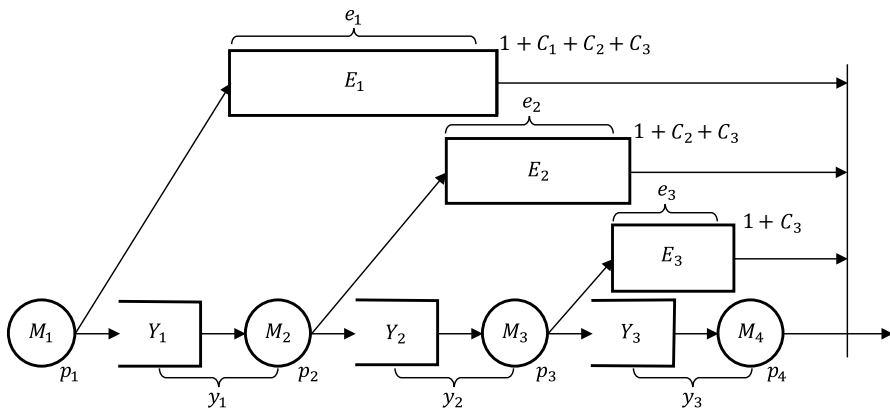 e₁
1 + C₁ + C₂ + C₃
E₁
e₂
1 + C₂ + C₃
E₂
e₃
1 + C₃
E₃
M₁ Y₁ M₂ Y₂ M₃ Y₃ M₄
p₁ p₂ p₃ p₄
y₁ y₂ y₃